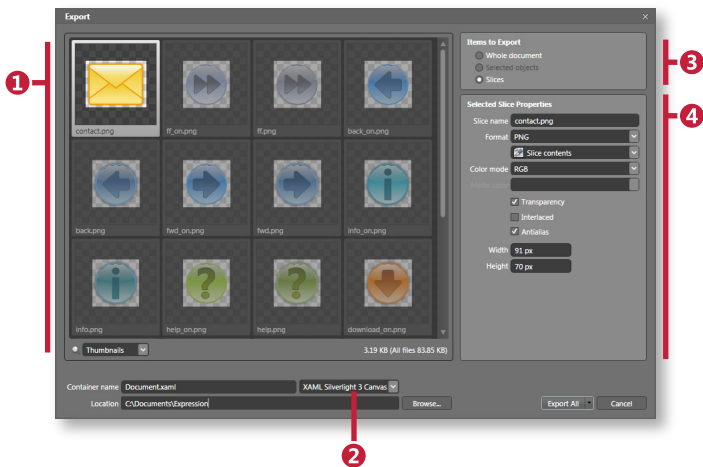 Export
Items to Export
Whole document
Selected objects
Slices
1
3
Selected Slice Properties
4
Slice name contact.png
Format PNG
Slice contents
Color mode RGB
Matte color
Transparency
Interlaced
Antialias
Width 91 px
Height 70 px
contact.png ff_on.png ff.png back_on.png
back.png fwd_on.png fwd.png info_on.png
info.png help_on.png help.png download_on.png
Thumbnails 3.19 KB (All files 83.85 KB)
Container name Document.xaml XAML Silverlight 3 Canvas
Location C:\Documents\Expression Browse... Export All Cancel
2